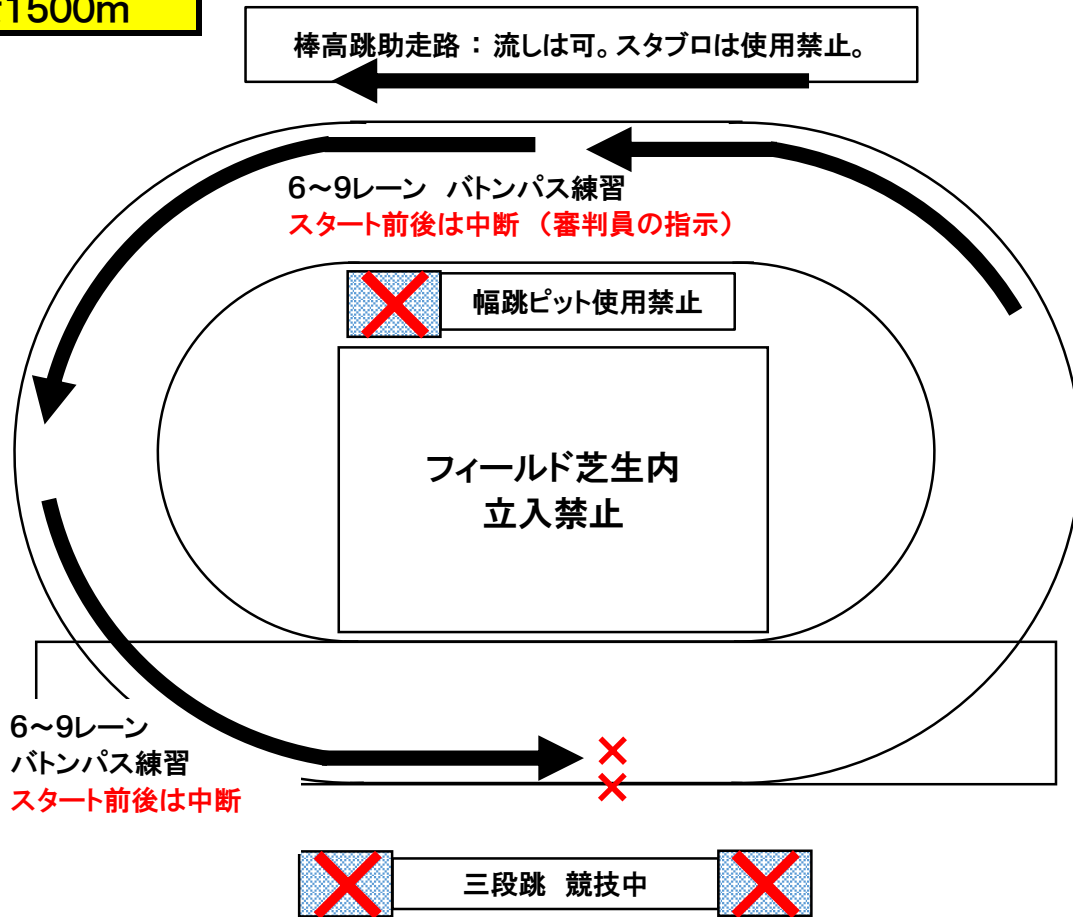 1500m
棒高跳助走路：流しは可。スタブロは使用禁止。
6～9レーン　バトンパス練習
スタート前後は中断　（審判員の指示）
幅跳ピット使用禁止
フィールド芝生内
立入禁止
6～9レーン
バトンパス練習
スタート前後は中断
三段跳　競技中